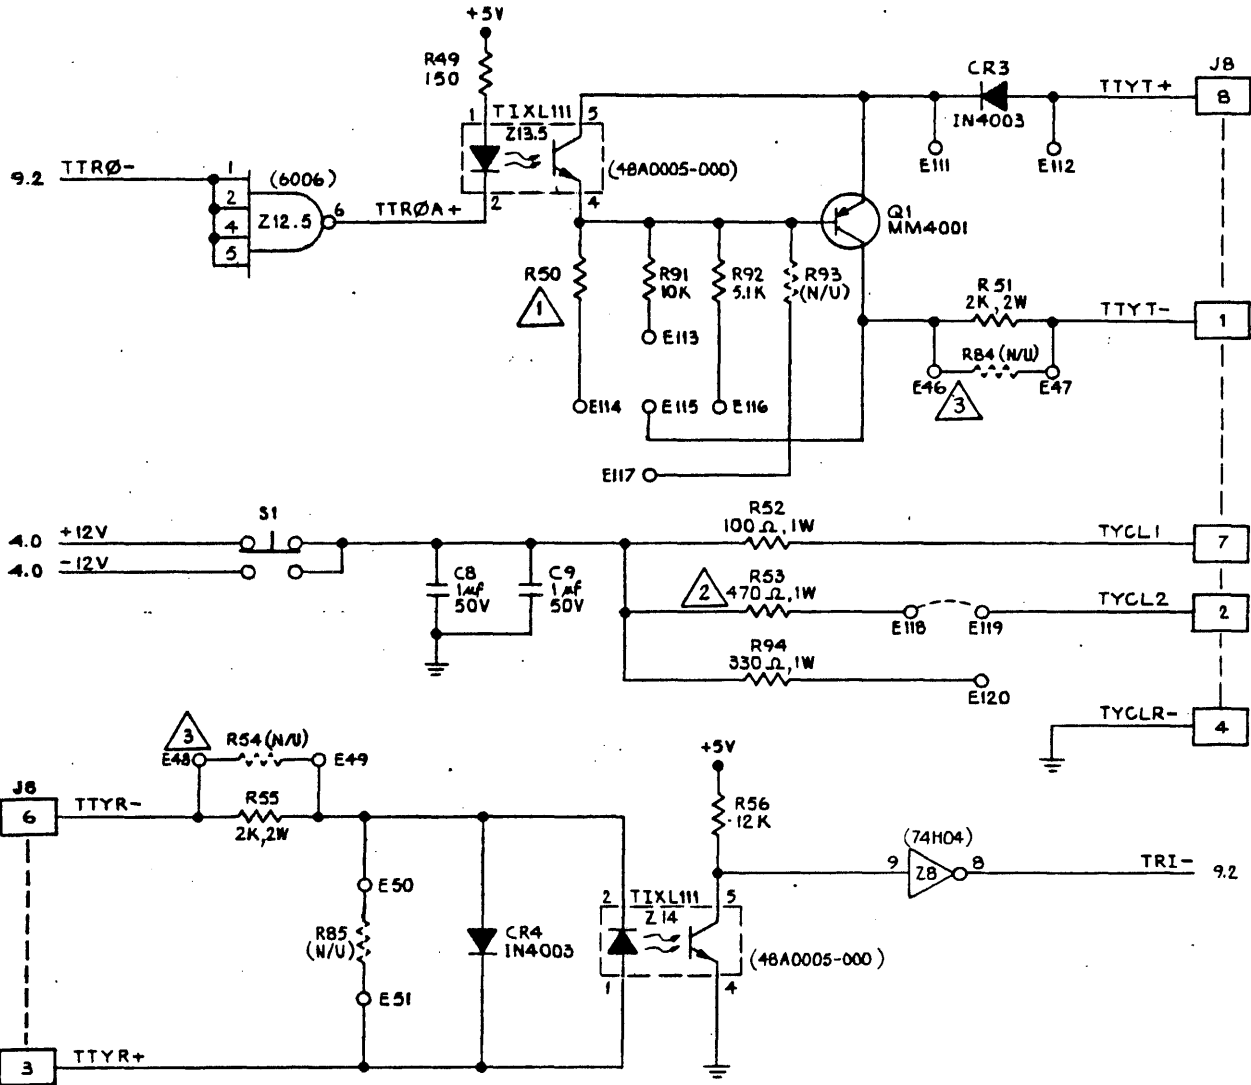 +5V
R49
150
CR3
IN4003
TTYT+
J8
8
1 TIXL111 5
Z13.5
(48A0005-000)
E111
E112
9.2 TTRØ-
1
2
4
5
(6006)
Z12.5
6
TTRØA+
2
4
Q1
MM4001
R50
1
R91
10K
R92
5.1K
R93
(N/U)
E113
R51
2K, 2W
TTYT-
1
R84 (N/U)
E46
E47
3
E114
E115
E116
E117
4.0 +12V
4.0 -12V
S1
C8
1µf
50V
C9
1µf
50V
R52
100 Ω, 1W
TYCL1
7
2
R53
470 Ω, 1W
E118
E119
TYCL2
2
R94
330 Ω, 1W
E120
TYCLR-
4
3
R54 (N/U)
E48
E49
J8
6
TTYR-
R55
2K, 2W
+5V
R56
12K
(74H04)
9
Z8
8
TRI- 9.2
E50
R85
(N/U)
E51
CR4
IN4003
2 TIXL111 5
Z14
(48A0005-000)
1
4
3
TTYR+